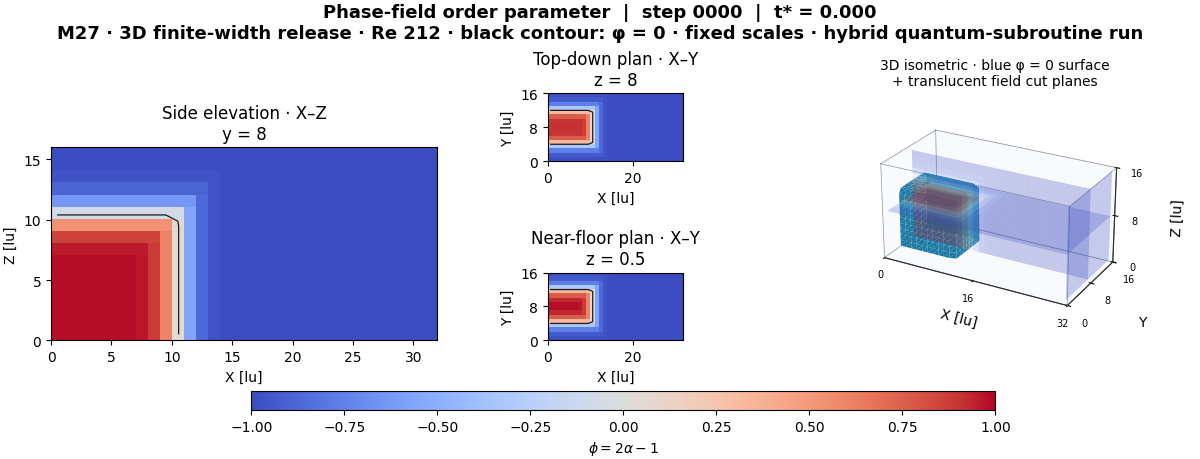 Phase-field order parameter | step 0000 | t* = 0.000
M27 · 3D finite-width release · Re 212 · black contour: φ = 0 · fixed scales · hybrid quantum-subroutine run
Side elevation · X–Z
y = 8
15
10
5
0
Z [lu]
0 5 10 15 20 25 30
X [lu]
Top-down plan · X–Y
z = 8
16
8
0
Y [lu]
0 20
X [lu]
Near-floor plan · X–Y
z = 0.5
16
8
0
Y [lu]
0 20
X [lu]
3D isometric · blue φ = 0 surface
+ translucent field cut planes
16
8
0
Z [lu]
16
8
0
Y
0
16
32
X [lu]
−1.00 −0.75 −0.50 −0.25 0.00 0.25 0.50 0.75 1.00
ϕ = 2α − 1